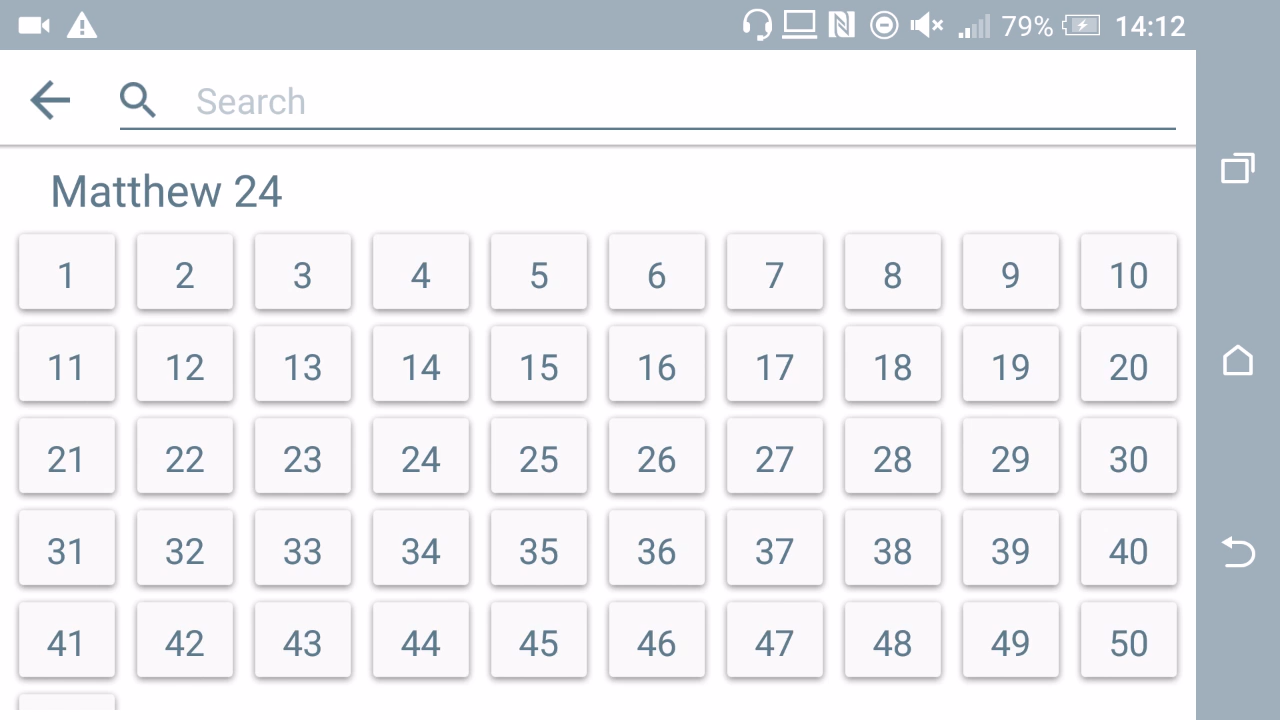 79% 14:12
Search
Matthew 24
1 2 3 4 5 6 7 8 9 10
11 12 13 14 15 16 17 18 19 20
21 22 23 24 25 26 27 28 29 30
31 32 33 34 35 36 37 38 39 40
41 42 43 44 45 46 47 48 49 50